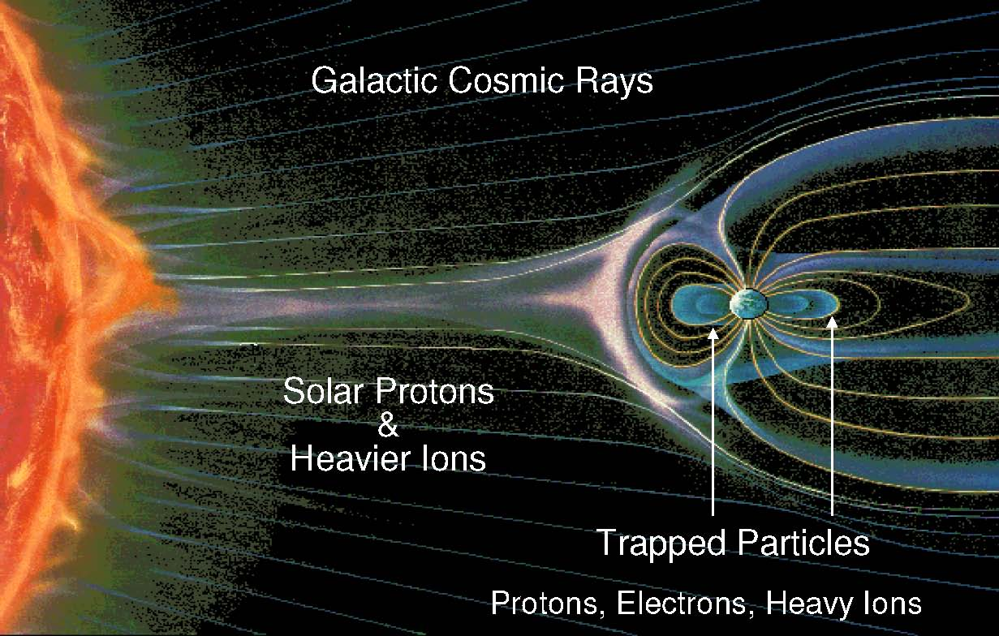 Galactic Cosmic Rays
Solar Protons
&
Heavier Ions
Trapped Particles
Protons, Electrons, Heavy Ions